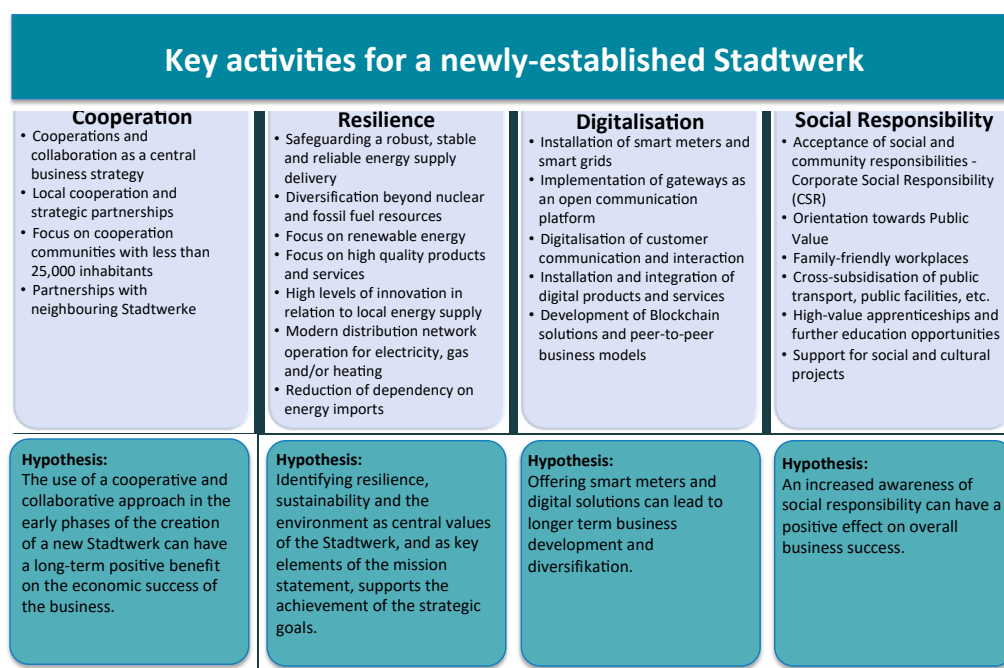 Key activities for a newly-established Stadtwerk
Cooperation
• Cooperations and
collaboration as a central
business strategy
• Local cooperation and
strategic partnerships
• Focus on cooperation
communities with less than
25,000 inhabitants
• Partnerships with
neighbouring Stadtwerke
Resilience
• Safeguarding a robust, stable
and reliable energy supply
delivery
• Diversification beyond nuclear
and fossil fuel resources
• Focus on renewable energy
• Focus on high quality products
and services
• High levels of innovation in
relation to local energy supply
• Modern distribution network
operation for electricity, gas
and/or heating
• Reduction of dependency on
energy imports
Digitalisation
• Installation of smart meters and
smart grids
• Implementation of gateways as
an open communication
platform
• Digitalisation of customer
communication and interaction
• Installation and integration of
digital products and services
• Development of Blockchain
solutions and peer-to-peer
business models
Social Responsibility
• Acceptance of social and
community responsibilities -
Corporate Social Responsibility
(CSR)
• Orientation towards Public
Value
• Family-friendly workplaces
• Cross-subsidisation of public
transport, public facilities, etc.
• High-value apprenticeships and
further education opportunities
• Support for social and cultural
projects
Hypothesis:
The use of a cooperative and
collaborative approach in the
early phases of the creation
of a new Stadtwerk can have
a long-term positive benefit
on the economic success of
the business.
Hypothesis:
Identifying resilience,
sustainability and the
environment as central values
of the Stadtwerk, and as key
elements of the mission
statement, supports the
achievement of the strategic
goals.
Hypothesis:
Offering smart meters and
digital solutions can lead to
longer term business
development and
diversifikation.
Hypothesis:
An increased awareness of
social responsibility can have a
positive effect on overall
business success.